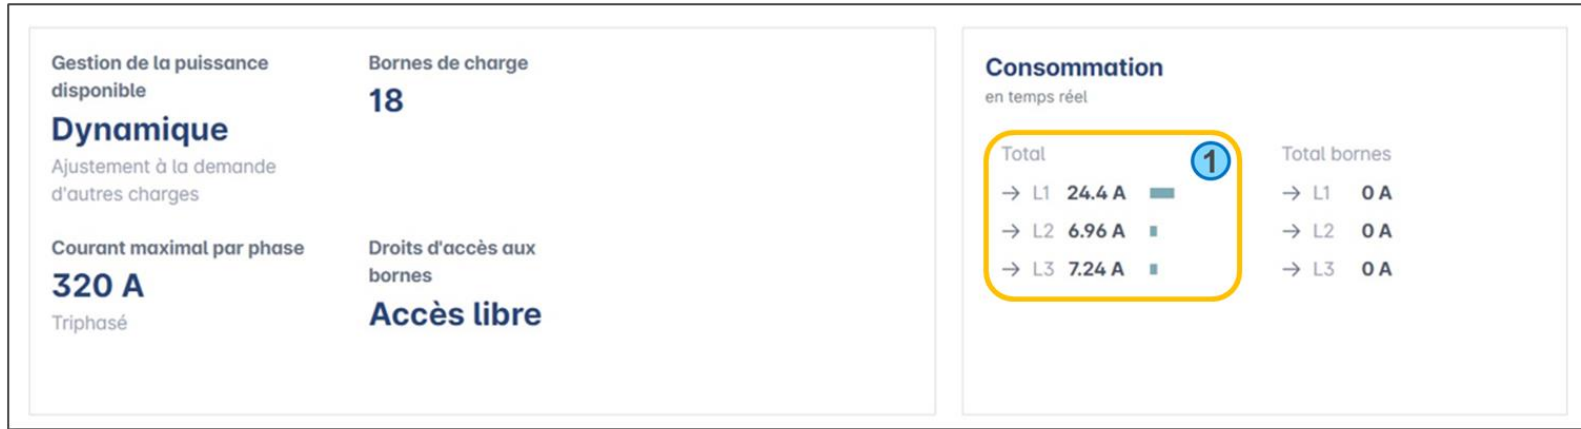 Gestion de la puissance
disponible
Dynamique
Ajustement à la demande
d'autres charges
Bornes de charge
18
Courant maximal par phase
320 A
Triphasé
Droits d'accès aux
bornes
Accès libre
Consommation
en temps réel
Total
1
→ L1 24.4 A
→ L2 6.96 A
→ L3 7.24 A
Total bornes
→ L1 0 A
→ L2 0 A
→ L3 0 A